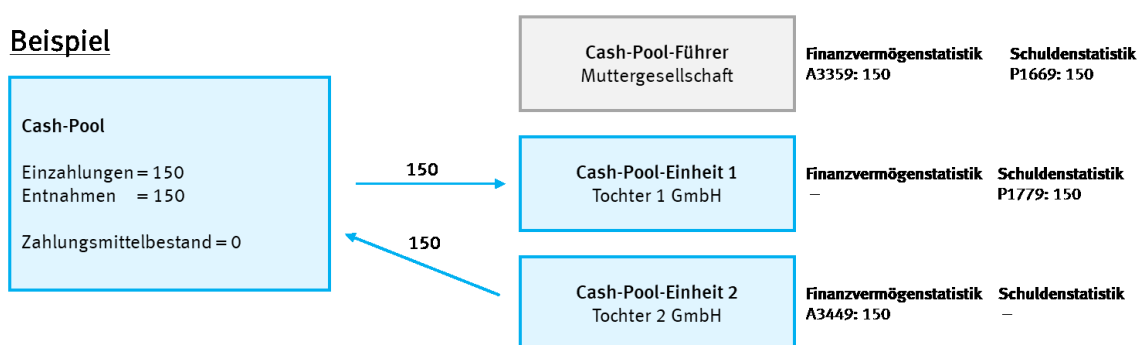 Beispiel
Cash-Pool
Einzahlungen = 150
Entnahmen = 150
Zahlungsmittelbestand = 0
150
150
Cash-Pool-Führer
Muttergesellschaft
Finanzvermögenstatistik Schuldenstatistik
A3359: 150 P1669: 150
Cash-Pool-Einheit 1
Tochter 1 GmbH
Finanzvermögenstatistik Schuldenstatistik
– P1779: 150
Cash-Pool-Einheit 2
Tochter 2 GmbH
Finanzvermögenstatistik Schuldenstatistik
A3449: 150 –